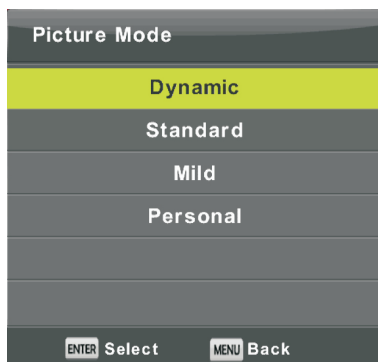 Picture Mode
Dynamic
Standard
Mild
Personal
ENTER Select MENU Back